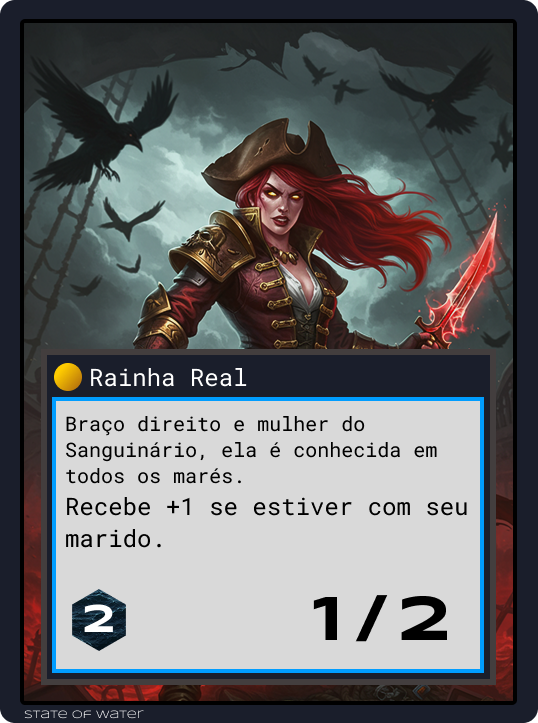 Rainha Real
Braço direito e mulher do
Sanguinário, ela é conhecida em
todos os marés.
Recebe +1 se estiver com seu
marido.
2
1/2
STATE OF WATER